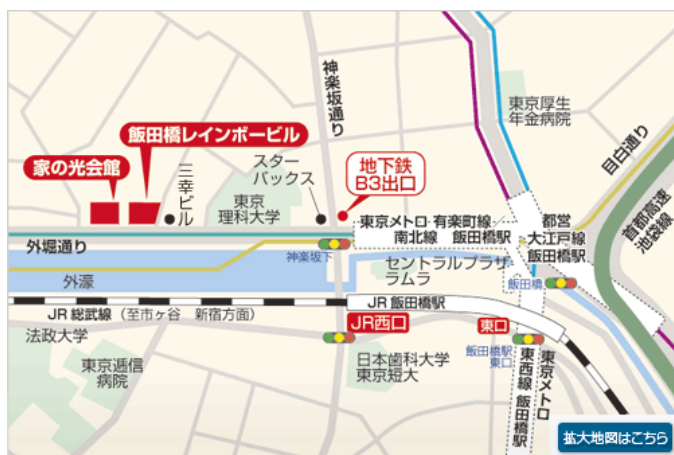 神楽坂通り
東京厚生
年金病院
目白通り
飯田橋レインボービル
家の光会館
三幸ビル
スター
バックス
地下鉄
B3出口
東京
理科大学
首都高速
池袋線
東京メトロ・有楽町線
南北線 飯田橋駅
都営
大江戸線
飯田橋駅
外堀通り
神楽坂下
セントラルプラザ
ラムラ
飯田橋
外濠
JR 飯田橋駅
JR 総武線（至市ヶ谷 新宿方面）
JR西口
東口
法政大学
飯田橋駅
東口
東京逓信
病院
日本歯科大学
東京短大
東京メトロ
東西線 飯田橋駅
拡大地図はこちら